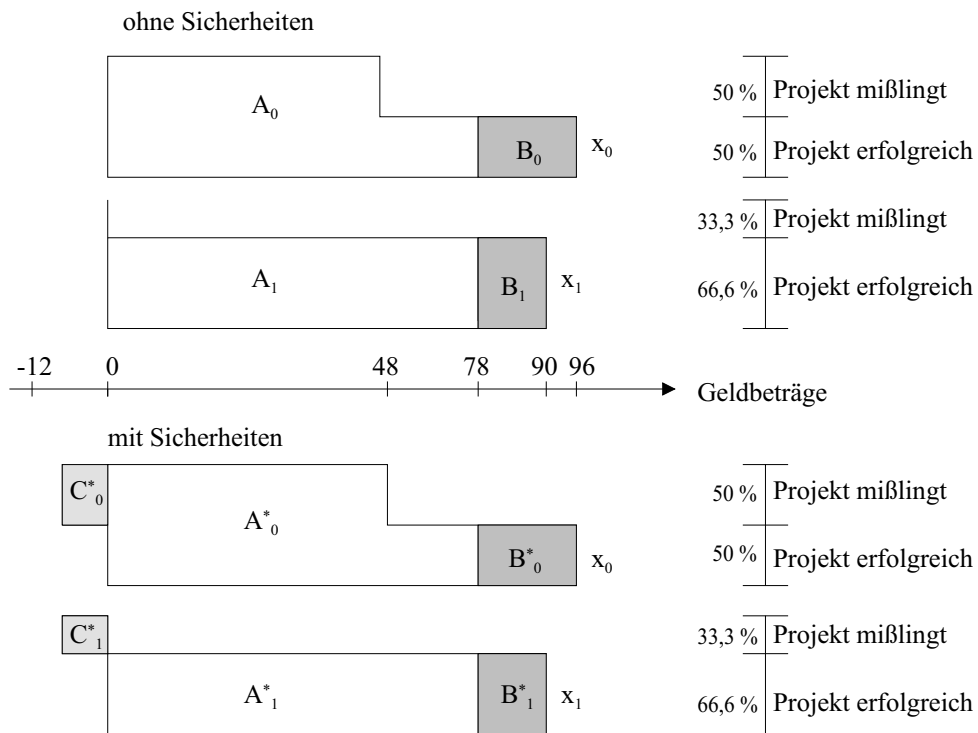 ohne Sicherheiten
A₀
B₀
x₀
50 %
Projekt mißlingt
50 %
Projekt erfolgreich
A₁
B₁
x₁
33,3 %
Projekt mißlingt
66,6 %
Projekt erfolgreich
-12 0 48 78 90 96
Geldbeträge
mit Sicherheiten
C*₀
A*₀
B*₀
x₀
50 %
Projekt mißlingt
50 %
Projekt erfolgreich
C*₁
A*₁
B*₁
x₁
33,3 %
Projekt mißlingt
66,6 %
Projekt erfolgreich